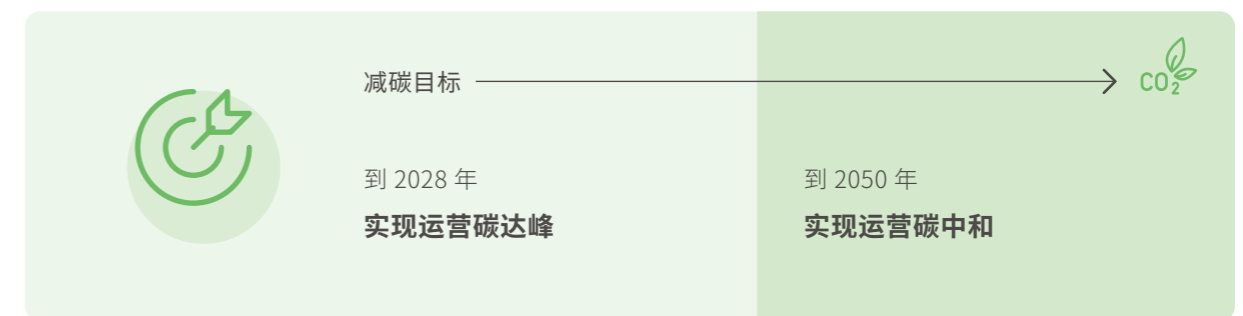 减碳目标
CO₂
到 2028 年
实现运营碳达峰
到 2050 年
实现运营碳中和